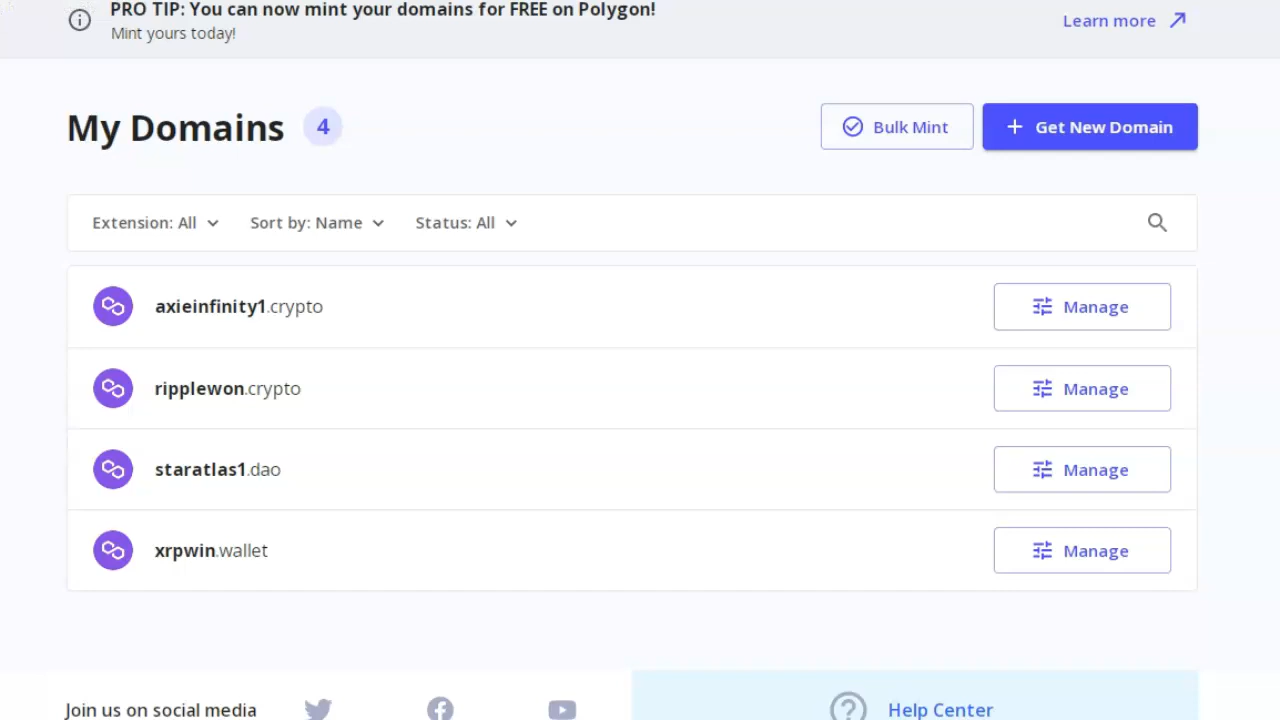 PRO TIP: You can now mint your domains for FREE on Polygon!
Mint yours today!
Learn more
My Domains 4
Bulk Mint
Get New Domain
Extension: All
Sort by: Name
Status: All
axieinfinity1.crypto
Manage
ripplewon.crypto
Manage
staratlas1.dao
Manage
xrpwin.wallet
Manage
Join us on social media
Help Center